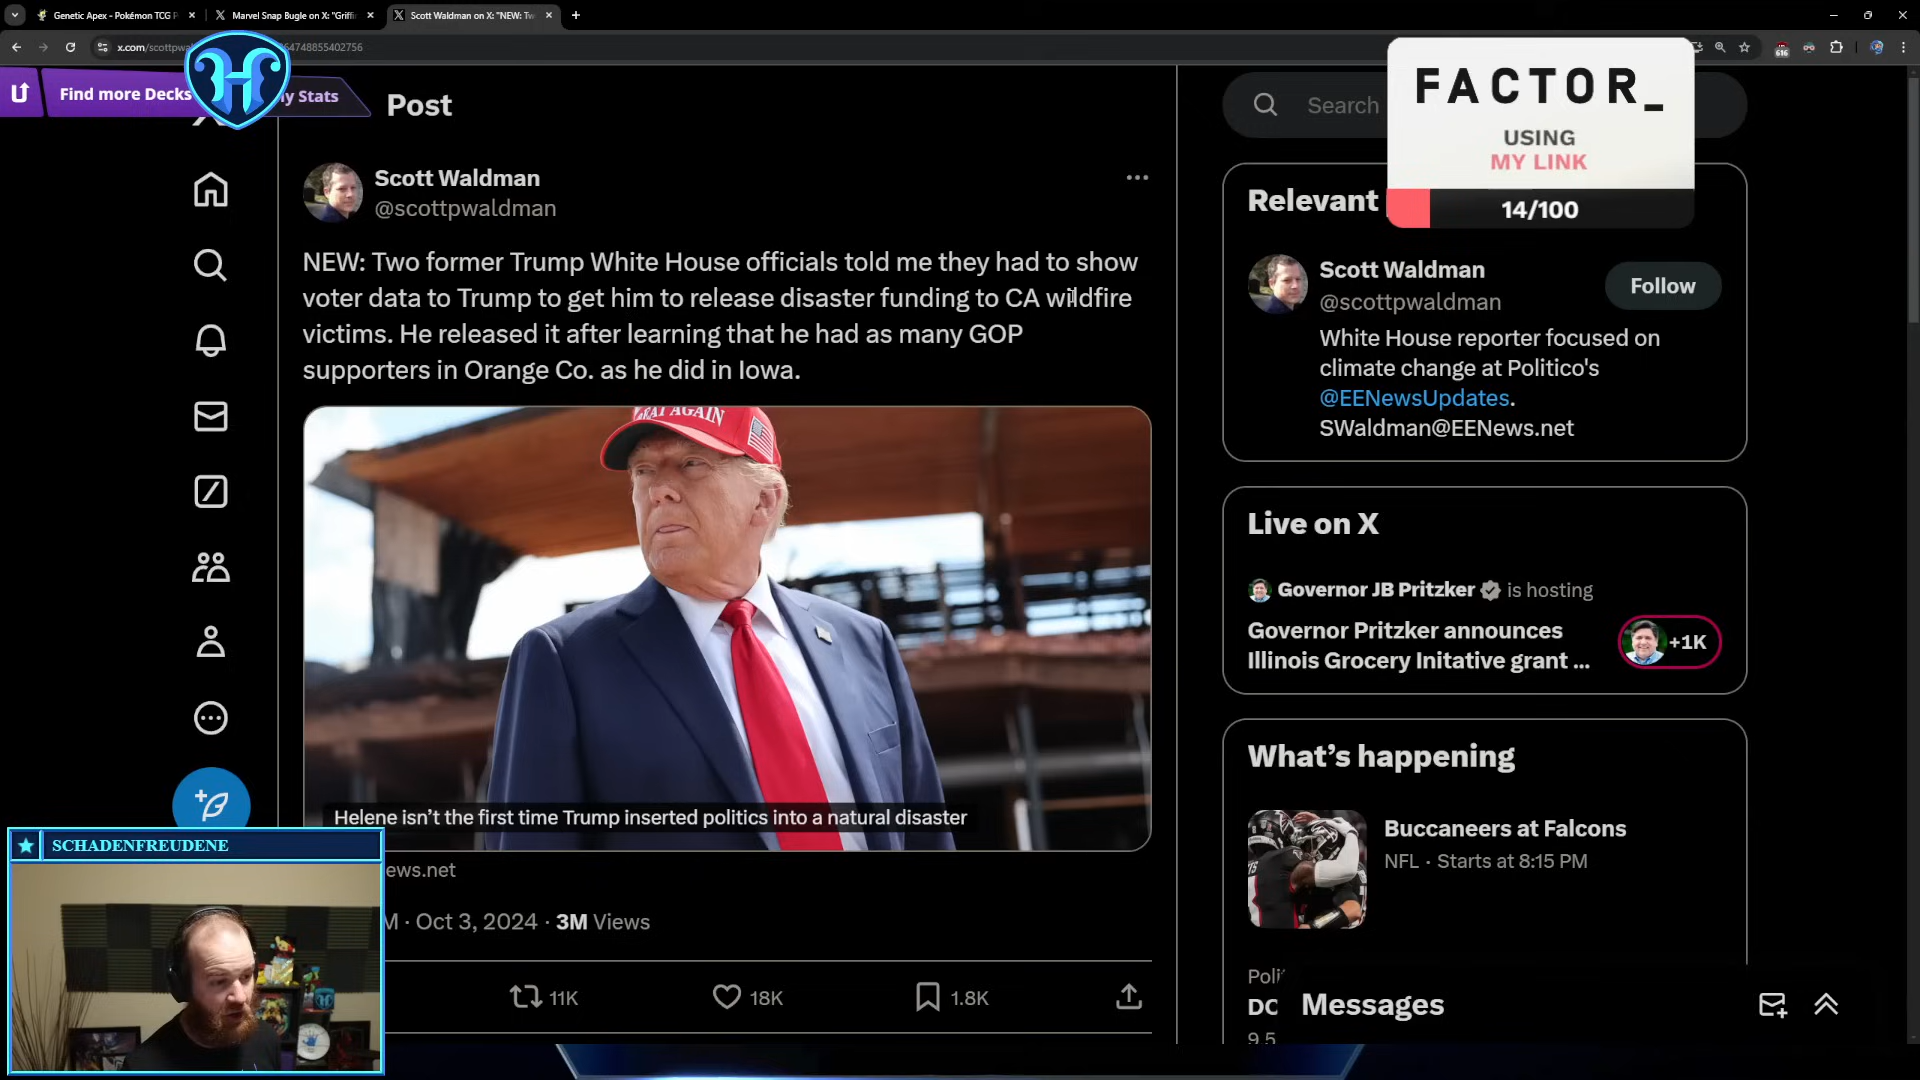 Genetic Apex - Pokémon TCG P
Marvel Snap Bugle on X: "Griffi
Scott Waldman on X: "NEW: Tw
616
Find more Decks
Stats
Post
Search
FACTOR_
USING
MY LINK
14/100
Scott Waldman
@scottpwaldman
NEW: Two former Trump White House officials told me they had to show
voter data to Trump to get him to release disaster funding to CA wildfire
victims. He released it after learning that he had as many GOP
supporters in Orange Co. as he did in Iowa.
GREAT AGAIN
Helene isn't the first time Trump inserted politics into a natural disaster
ews.net
M · Oct 3, 2024 · 3M Views
11K
18K
1.8K
Relevant
Scott Waldman
@scottpwaldman
Follow
White House reporter focused on
climate change at Politico's
@EENewsUpdates.
SWaldman@EENews.net
Live on X
Governor JB Pritzker is hosting
Governor Pritzker announces
Illinois Grocery Initative grant ...
+1K
What's happening
Buccaneers at Falcons
NFL · Starts at 8:15 PM
Messages
SCHADENFREUDENE